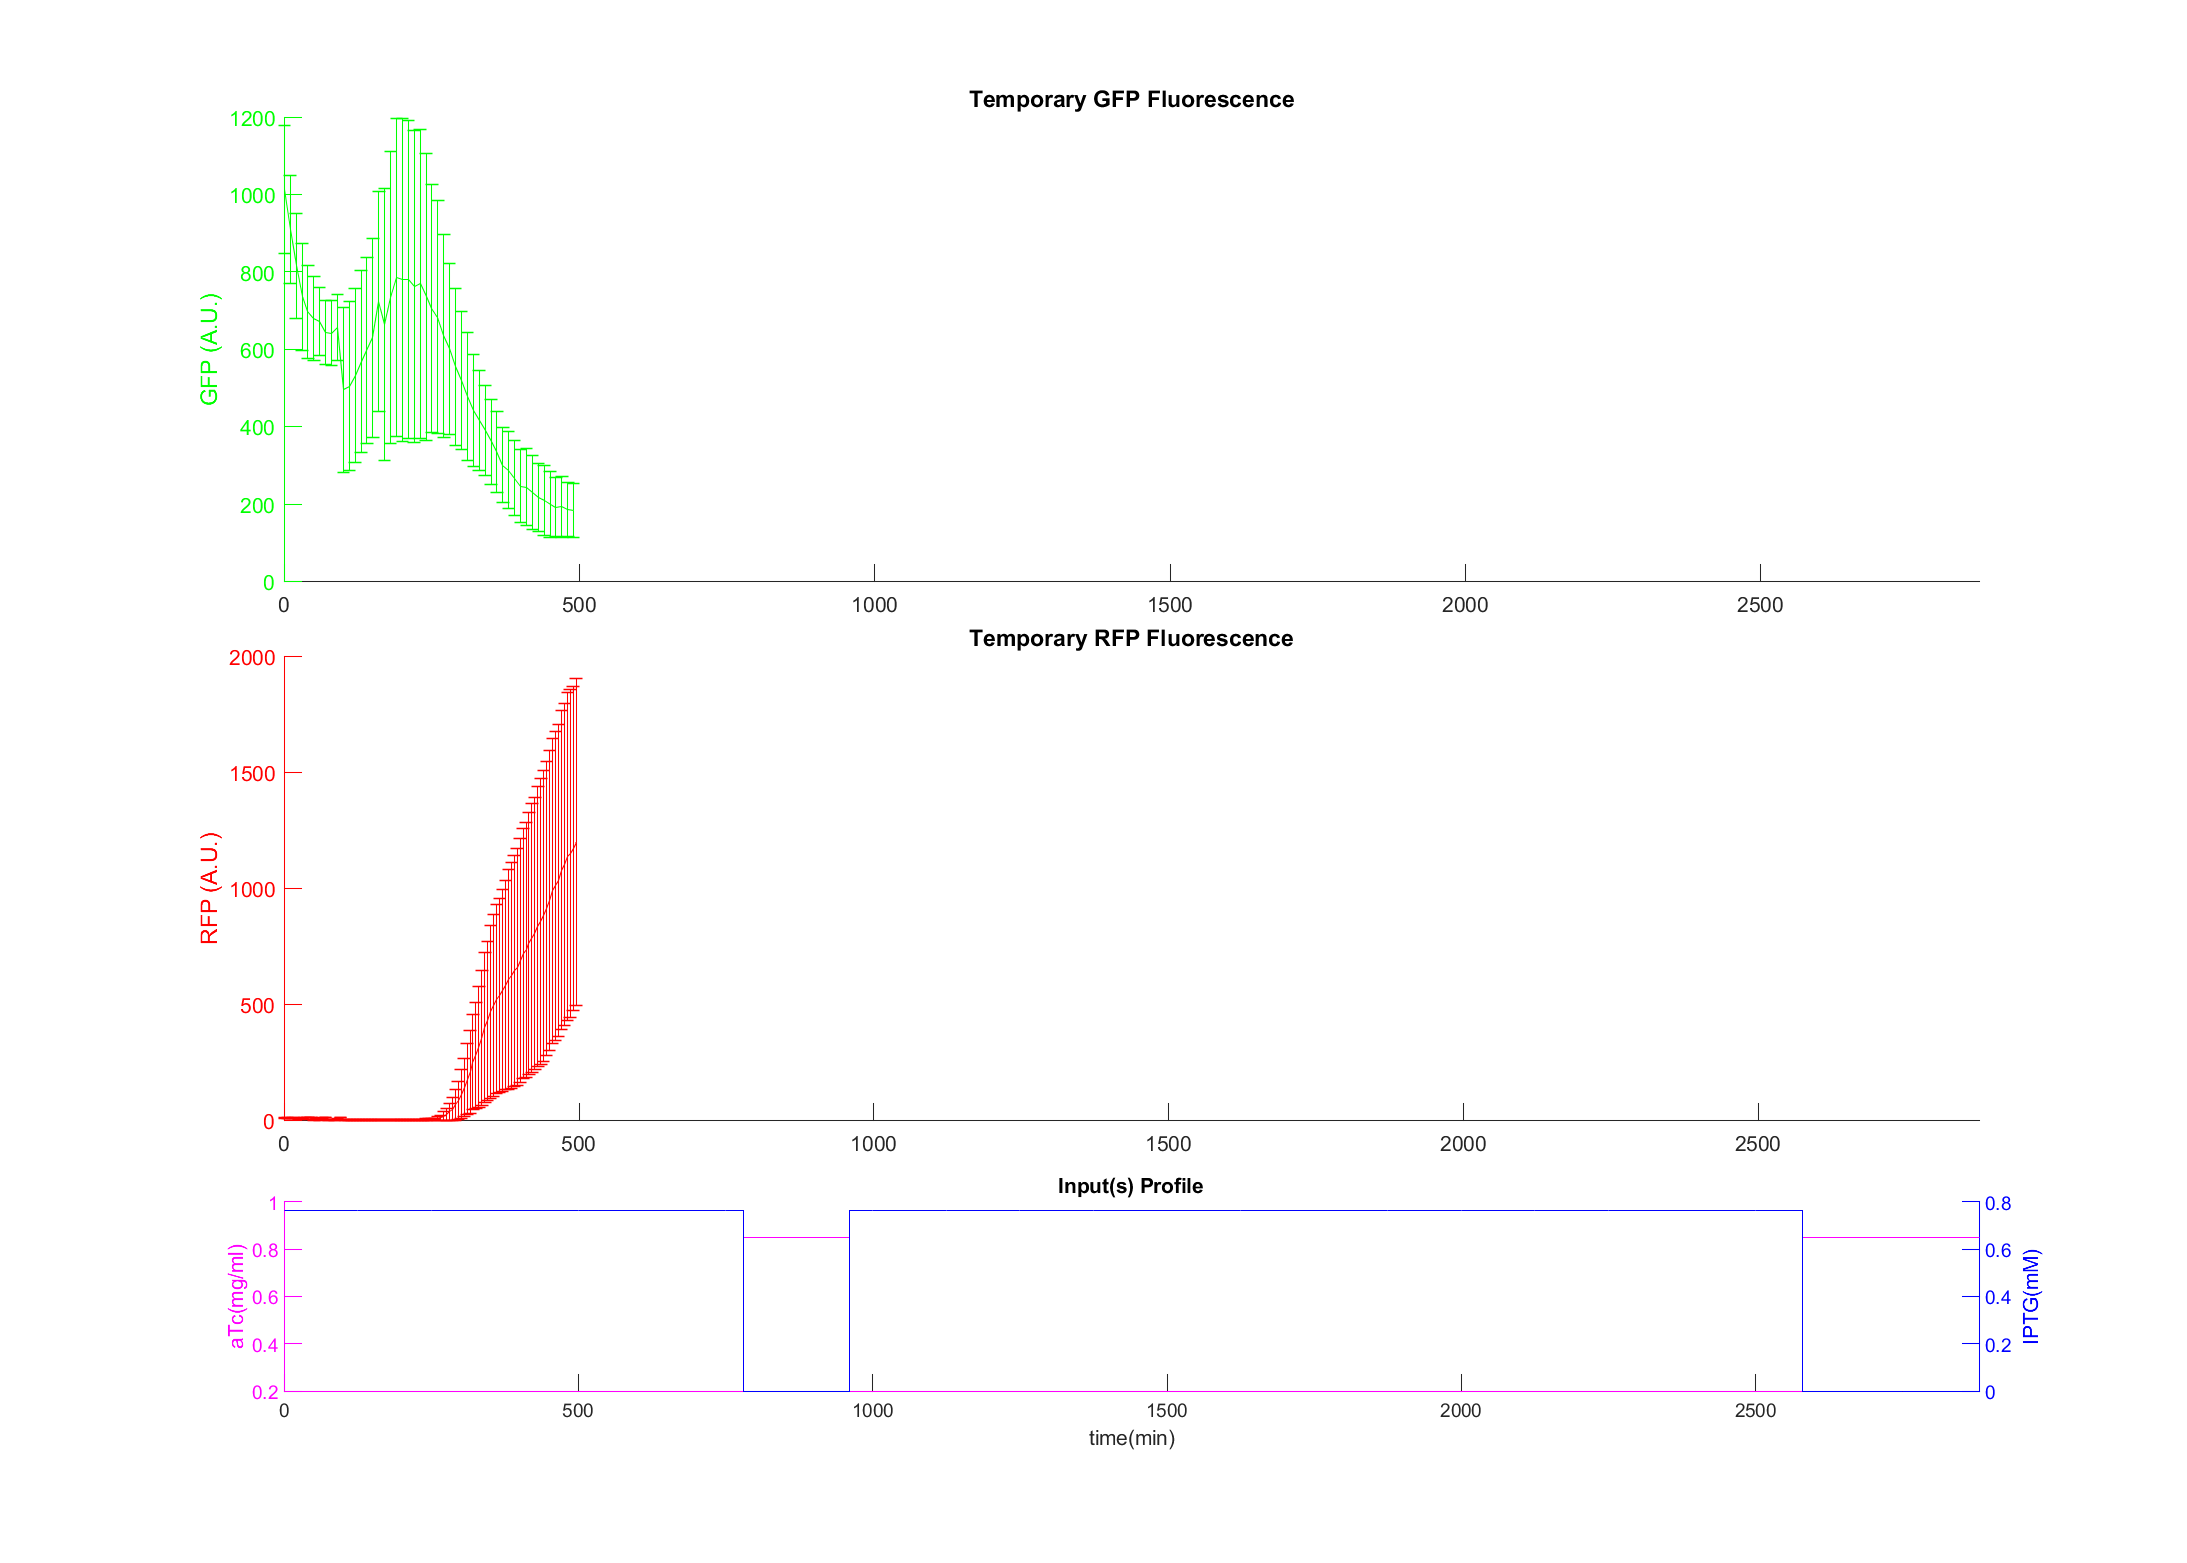 Temporary GFP Fluorescence
1200
1000
800
600
400
200
0
GFP (A.U.)
0 500 1000 1500 2000 2500
Temporary RFP Fluorescence
2000
1500
1000
500
0
RFP (A.U.)
0 500 1000 1500 2000 2500
Input(s) Profile
1
0.8
0.6
0.4
0.2
aTc(mg/ml)
0.8
0.6
0.4
0.2
0
IPTG(mM)
0 500 1000 1500 2000 2500
time(min)